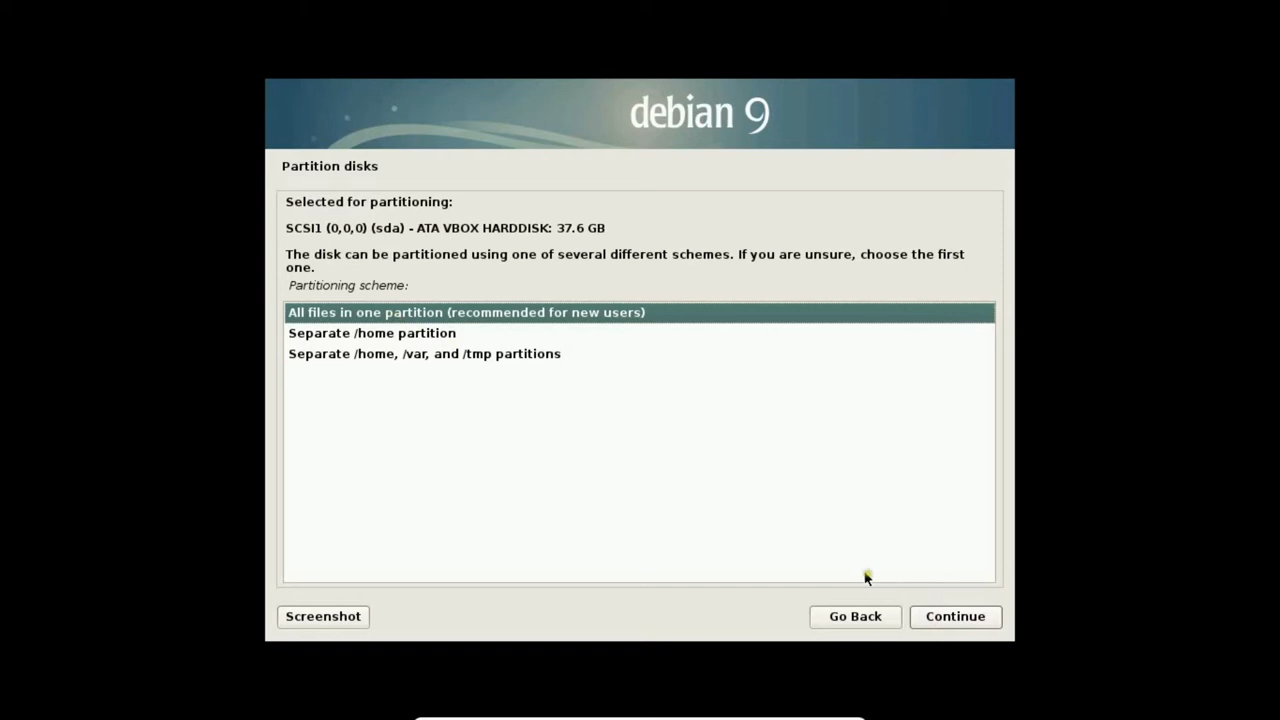 debian 9
Partition disks
Selected for partitioning:
SCSI1 (0,0,0) (sda) - ATA VBOX HARDDISK: 37.6 GB
The disk can be partitioned using one of several different schemes. If you are unsure, choose the first
one.
Partitioning scheme:
All files in one partition (recommended for new users)
Separate /home partition
Separate /home, /var, and /tmp partitions
Screenshot
Go Back
Continue